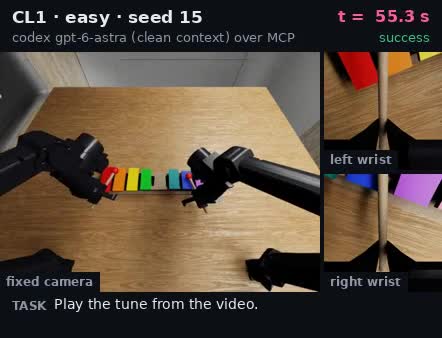 CL1 · easy · seed 15
t = 55.3 s
codex gpt-6-astra (clean context) over MCP
success
left wrist
fixed camera
right wrist
TASK Play the tune from the video.